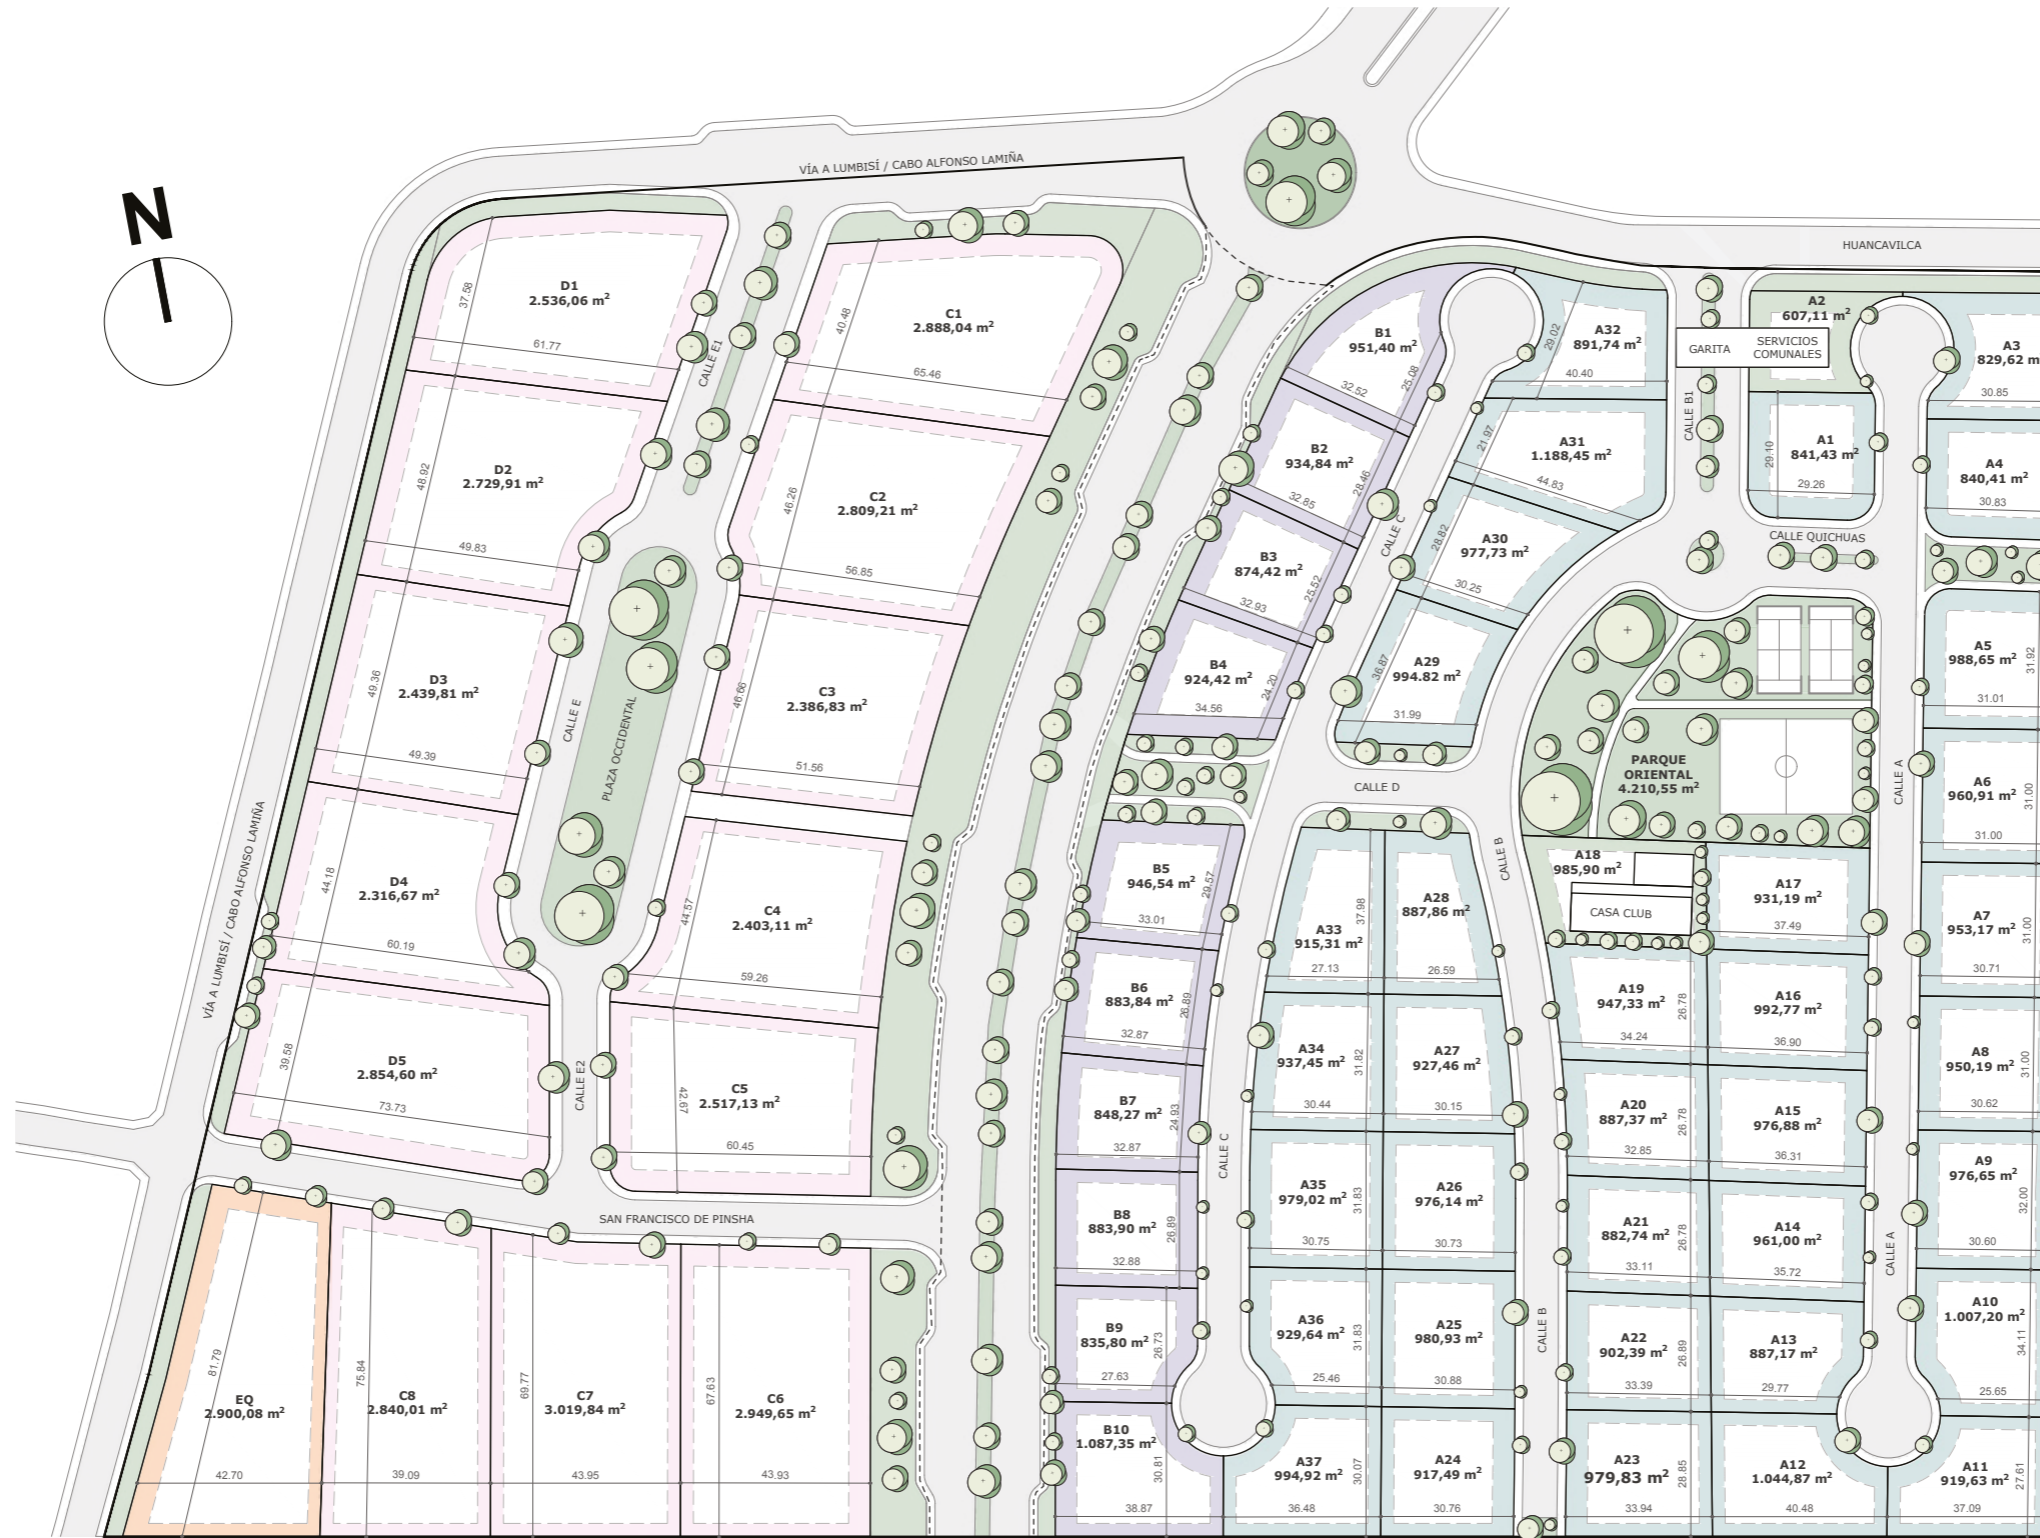 N
VÍA A LUMBISÍ / CABO ALFONSO LAMIÑA
HUANCAVILCA
D1
2.536,06 m²
37.58
61.77
CALLE E1
C1
2.888,04 m²
40.48
65.46
B1
951,40 m²
32.52
25.08
A32
891,74 m²
29.02
40.40
GARITA
SERVICIOS
COMUNALES
A2
607,11 m²
A3
829,62 m
30.85
D2
2.729,91 m²
48.92
49.83
C2
2.809,21 m²
46.26
56.85
B2
934,84 m²
32.85
28.46
A31
1.188,45 m²
21.97
44.83
CALLE B1
A1
841,43 m²
29.10
29.26
A4
840,41 m²
30.83
CALLE QUICHUAS
CALLE C
B3
874,42 m²
32.93
25.52
A30
977,73 m²
28.82
30.25
D3
2.439,81 m²
49.36
49.39
CALLE E
PLAZA OCCIDENTAL
C3
2.386,83 m²
46.66
51.56
B4
924,42 m²
34.56
24.20
A29
994.82 m²
36.87
31.99
A5
988,65 m²
31.92
31.01
PARQUE
ORIENTAL
4.210,55 m²
CALLE A
A6
960,91 m²
31.00
31.00
CALLE D
CALLE B
VÍA A LUMBISÍ / CABO ALFONSO LAMIÑA
D4
2.316,67 m²
44.18
60.19
C4
2.403,11 m²
44.57
59.26
B5
946,54 m²
29.57
33.01
A33
915,31 m²
37.98
27.13
A28
887,86 m²
26.59
A18
985,90 m²
CASA CLUB
A17
931,19 m²
37.49
A7
953,17 m²
31.00
30.71
D5
2.854,60 m²
39.58
73.73
CALLE E2
C5
2.517,13 m²
42.67
60.45
B6
883,84 m²
26.89
32.87
A34
937,45 m²
31.82
30.44
A27
927,46 m²
30.15
A19
947,33 m²
26.78
34.24
A16
992,77 m²
36.90
A8
950,19 m²
31.00
30.62
B7
848,27 m²
24.93
32.87
CALLE C
A20
887,37 m²
26.78
32.85
A15
976,88 m²
36.31
SAN FRANCISCO DE PINSHA
B8
883,90 m²
26.89
32.88
A35
979,02 m²
31.83
30.75
A26
976,14 m²
30.73
A21
882,74 m²
26.78
33.11
A14
961,00 m²
35.72
CALLE A
A9
976,65 m²
32.00
30.60
EQ
2.900,08 m²
81.79
42.70
C8
2.840,01 m²
75.84
39.09
C7
3.019,84 m²
69.77
43.95
C6
2.949,65 m²
67.63
43.93
B9
835,80 m²
26.73
27.63
A36
929,64 m²
31.83
25.46
A25
980,93 m²
30.88
CALLE B
A22
902,39 m²
26.89
33.39
A13
887,17 m²
29.77
A10
1.007,20 m²
34.11
25.65
B10
1.087,35 m²
30.81
38.87
A37
994,92 m²
30.07
36.48
A24
917,49 m²
30.76
A23
979,83 m²
28.85
33.94
A12
1.044,87 m²
40.48
A11
919,63 m²
27.61
37.09